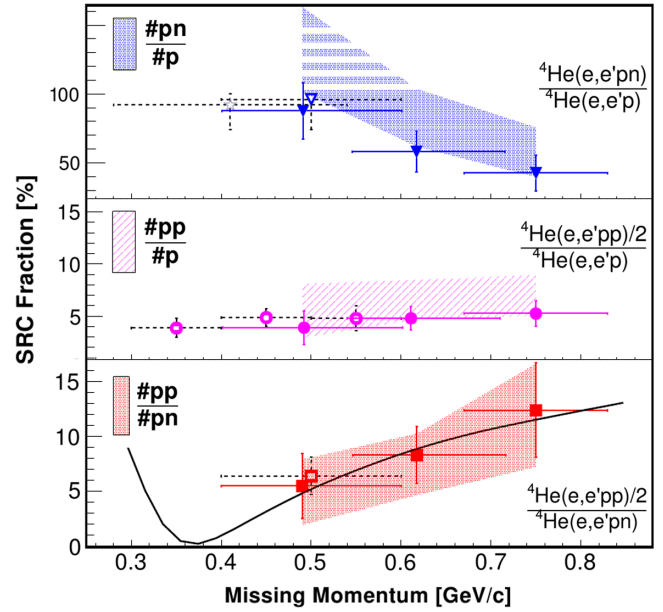 #pn
#p
⁴He(e,e'pn)
⁴He(e,e'p)
100
50
#pp
#p
⁴He(e,e'pp)/2
⁴He(e,e'p)
15
10
5
#pp
#pn
⁴He(e,e'pp)/2
⁴He(e,e'pn)
15
10
5
0
0.3 0.4 0.5 0.6 0.7 0.8
SRC Fraction [%]
Missing Momentum [GeV/c]